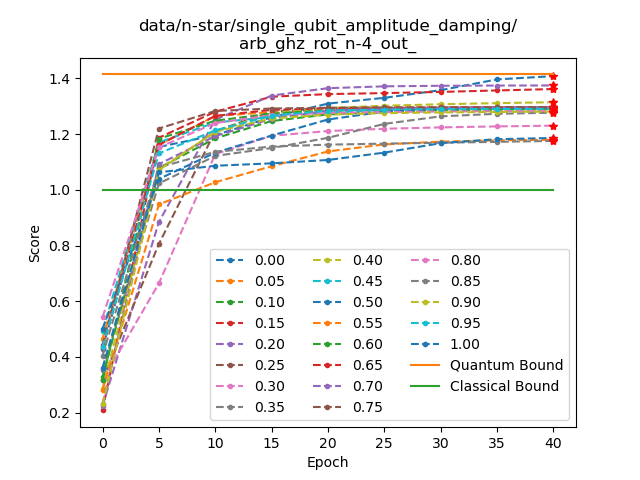 data/n-star/single_qubit_amplitude_damping/
arb_ghz_rot_n-4_out_
Score
1.4
1.2
1.0
0.8
0.6
0.4
0.2
0.00 0.40 0.80
0.05 0.45 0.85
0.10 0.50 0.90
0.15 0.55 0.95
0.20 0.60 1.00
0.25 0.65 Quantum Bound
0.30 0.70 Classical Bound
0.35 0.75
0 5 10 15 20 25 30 35 40
Epoch